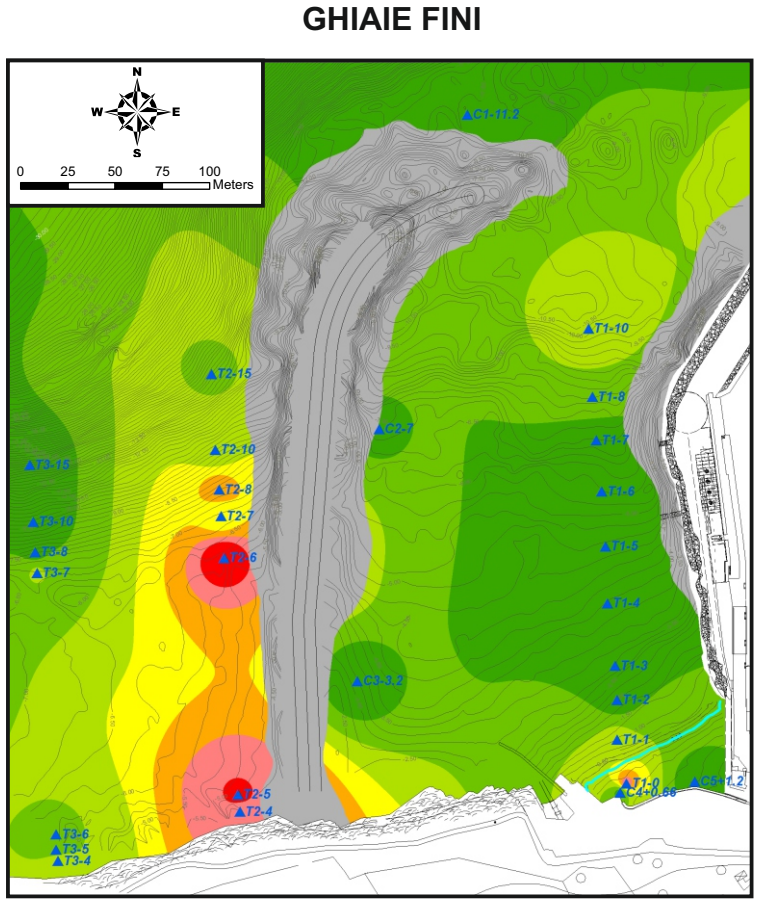 GHIAIE FINI
N
W E
S
0 25 50 75 100
Meters
C1-11.2
T1-10
T2-15
T1-8
C2-7
T1-7
T2-10
T3-15
T2-8
T1-6
T2-7
T3-10
T1-5
T3-8
T2-6
T3-7
T1-4
T1-3
C3-3.2
T1-2
T1-1
T1-0
C5+1.2
C4+0.66
T2-5
T2-4
T3-6
T3-5
T3-4